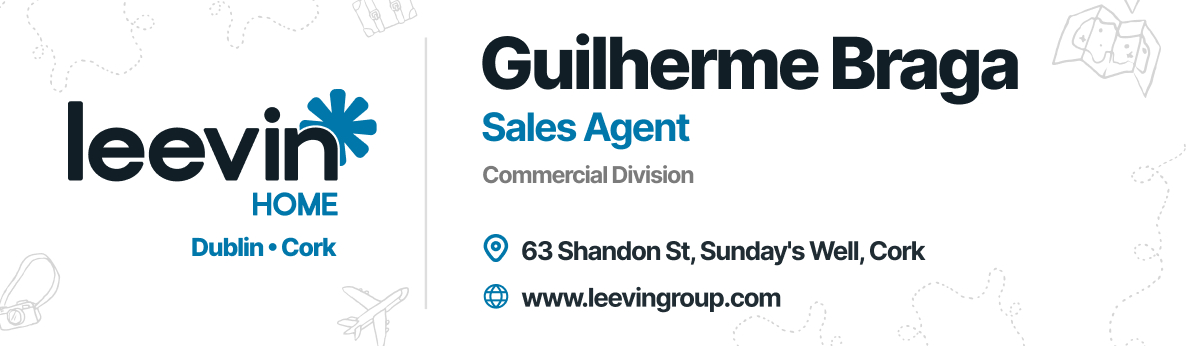 leevin
HOME
Dublin • Cork
Guilherme Braga
Sales Agent
Commercial Division
63 Shandon St, Sunday's Well, Cork
www.leevingroup.com